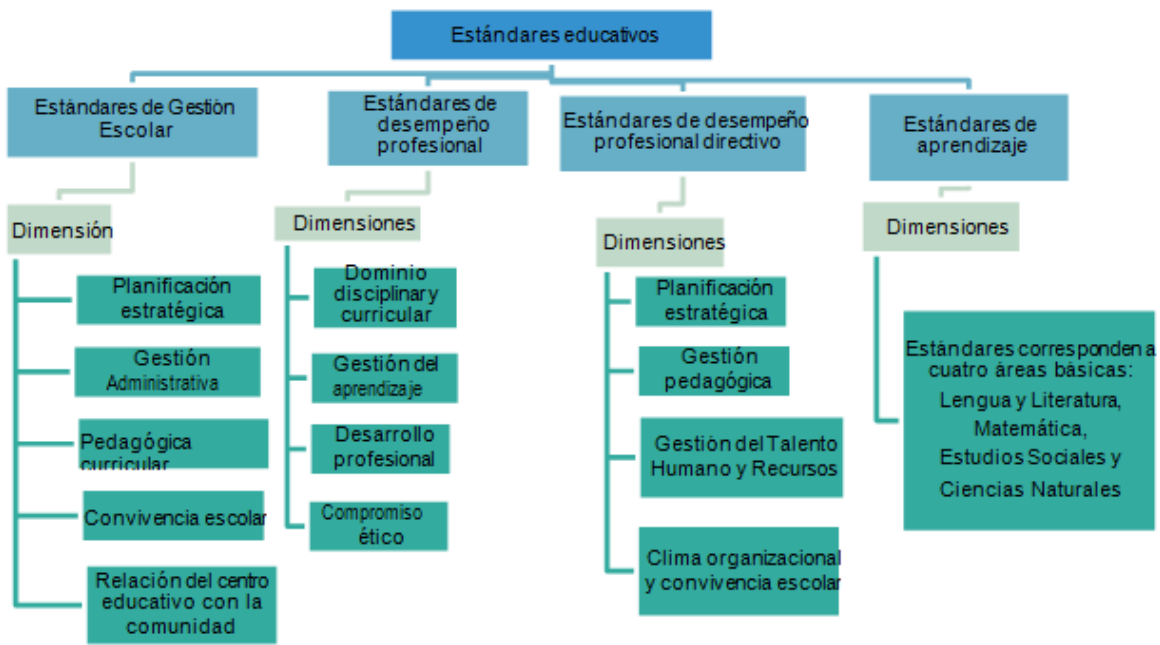 Estándares educativos
Estándares de Gestión
Escolar
Dimensión
Planificación
estratégica
Gestión
Administrativa
Pedagógica
curricular
Convivencia escolar
Relación del centro
educativo con la
comunidad
Estándares de
desempeño
profesional
Dimensiones
Dominio
disciplinar y
curricular
Gestión del
aprendizaje
Desarrollo
profesional
Compromiso
ético
Estándares de desempeño
profesional directivo
Dimensiones
Planificación
estratégica
Gestión
pedagógica
Gestión del Talento
Humano y Recursos
Clima organizacional
y convivencia escolar
Estándares de
aprendizaje
Dimensiones
Estándares corresponden a
cuatro áreas básicas:
Lengua y Literatura,
Matemática,
Estudios Sociales y
Ciencias Naturales